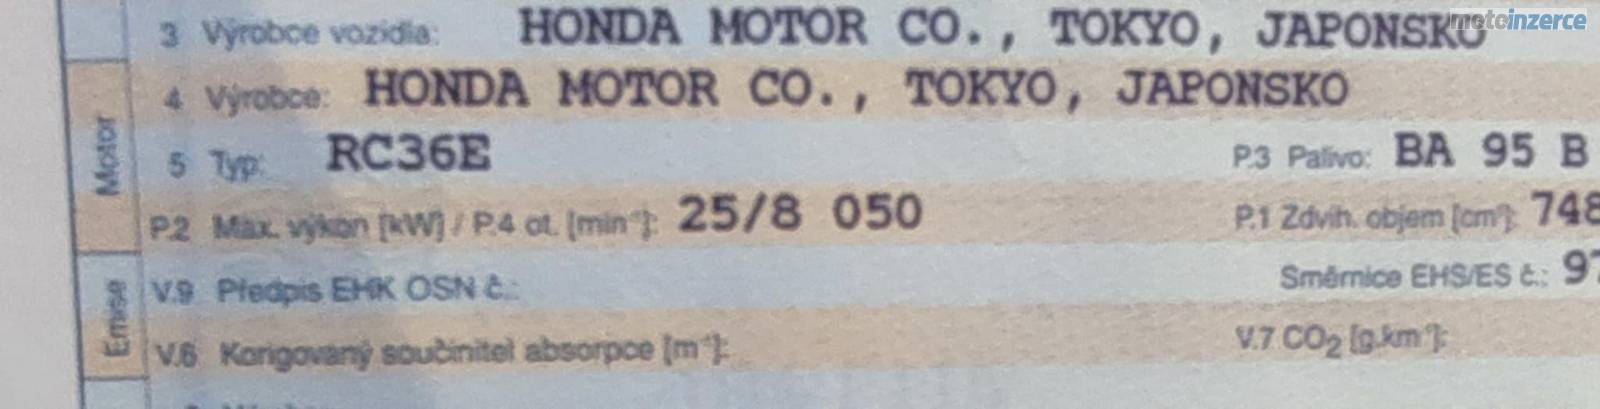 motoinzerce
3 Výrobce vozidla: HONDA MOTOR CO., TOKYO, JAPONSKO
Motor
4 Výrobce: HONDA MOTOR CO., TOKYO, JAPONSKO
5 Typ: RC36E P.3 Palivo: BA 95 B
P.2 Max. výkon [kW] / P.4 ot. [min⁻¹]: 25/8 050 P.1 Zdvih. objem [cm³]: 748
Emise
V.9 Předpis EHK OSN č.: Směrnice EHS/ES č.: 97
V.6 Korigovaný součinitel absorpce [m⁻¹]: V.7 CO₂ [g.km⁻¹]: